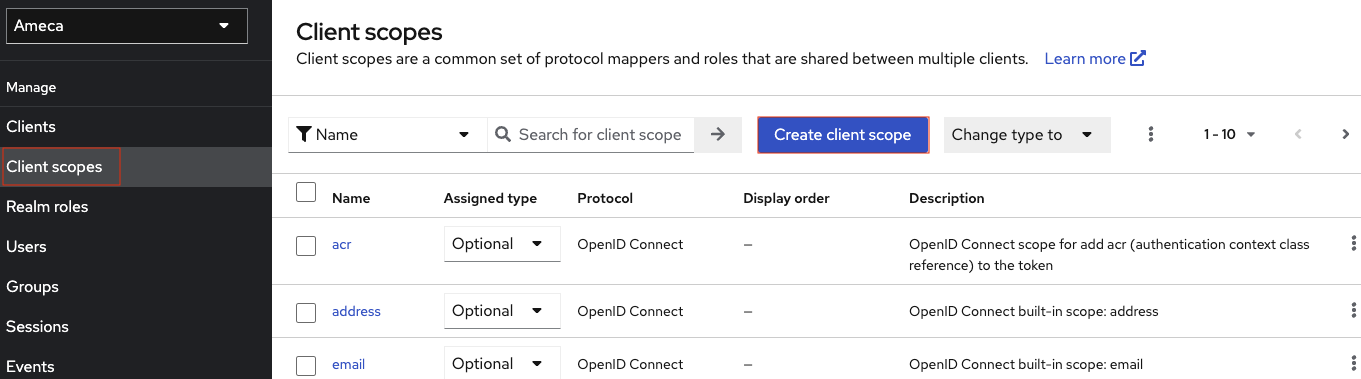 Ameca
Manage
Clients
Client scopes
Realm roles
Users
Groups
Sessions
Events
Client scopes
Client scopes are a common set of protocol mappers and roles that are shared between multiple clients. Learn more
Name Search for client scope Create client scope Change type to 1 - 10
Name Assigned type Protocol Display order Description
acr Optional OpenID Connect – OpenID Connect scope for add acr (authentication context class
reference) to the token
address Optional OpenID Connect – OpenID Connect built-in scope: address
email Optional OpenID Connect – OpenID Connect built-in scope: email